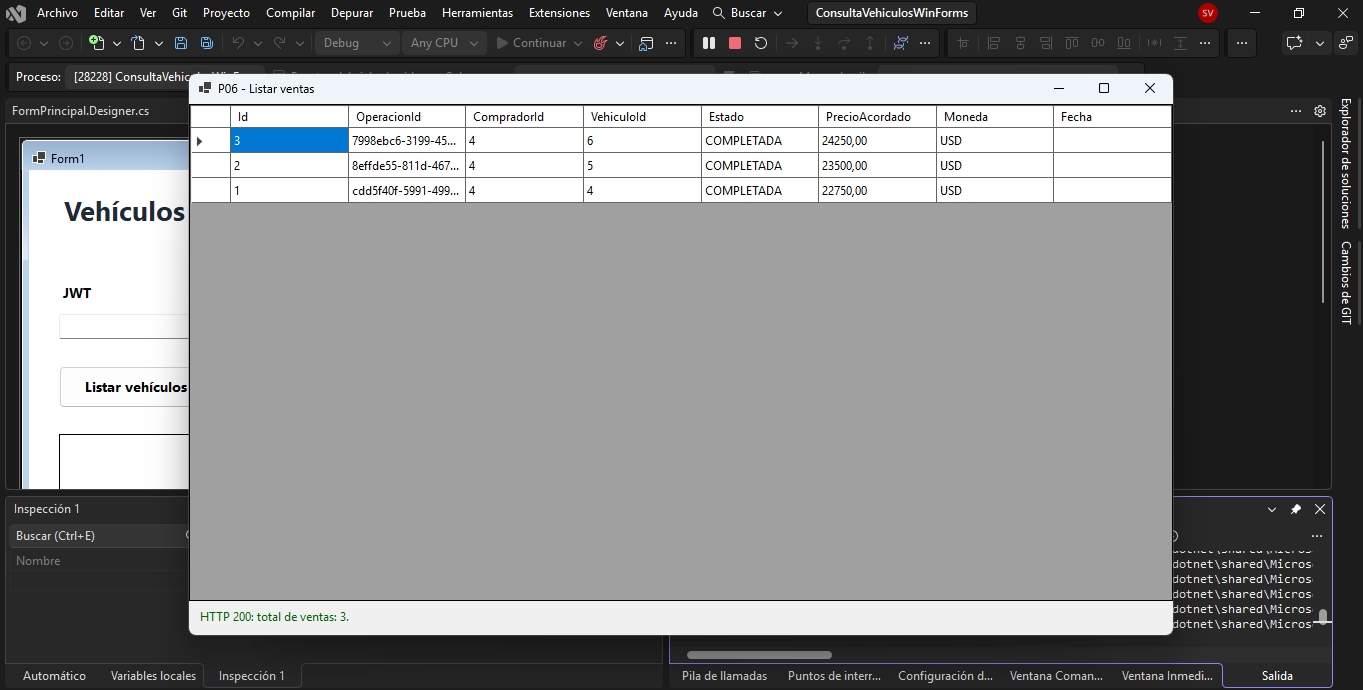 Archivo Editar Ver Git Proyecto Compilar Depurar Prueba Herramientas Extensiones Ventana Ayuda Buscar ConsultaVehiculosWinForms SV
Debug Any CPU Continuar
Proceso: [28228] ConsultaVehic
FormPrincipal.Designer.cs
Form1
Vehículos
JWT
Listar vehículos
P06 - Listar ventas
Id OperacionId CompradorId VehiculoId Estado PrecioAcordado Moneda Fecha
3 7998ebc6-3199-45... 4 6 COMPLETADA 24250,00 USD
2 8effde55-811d-467... 4 5 COMPLETADA 23500,00 USD
1 cdd5f40f-5991-499... 4 4 COMPLETADA 22750,00 USD
HTTP 200: total de ventas: 3.
Explorador de soluciones
Cambios de GIT
Inspección 1
Buscar (Ctrl+E)
Nombre
dotnet\shared\Micros
dotnet\shared\Micros
dotnet\shared\Micros
dotnet\shared\Micros
dotnet\shared\Micros
Automático Variables locales Inspección 1
Pila de llamadas Puntos de interr... Configuración d... Ventana Coman... Ventana Inmedi... Salida